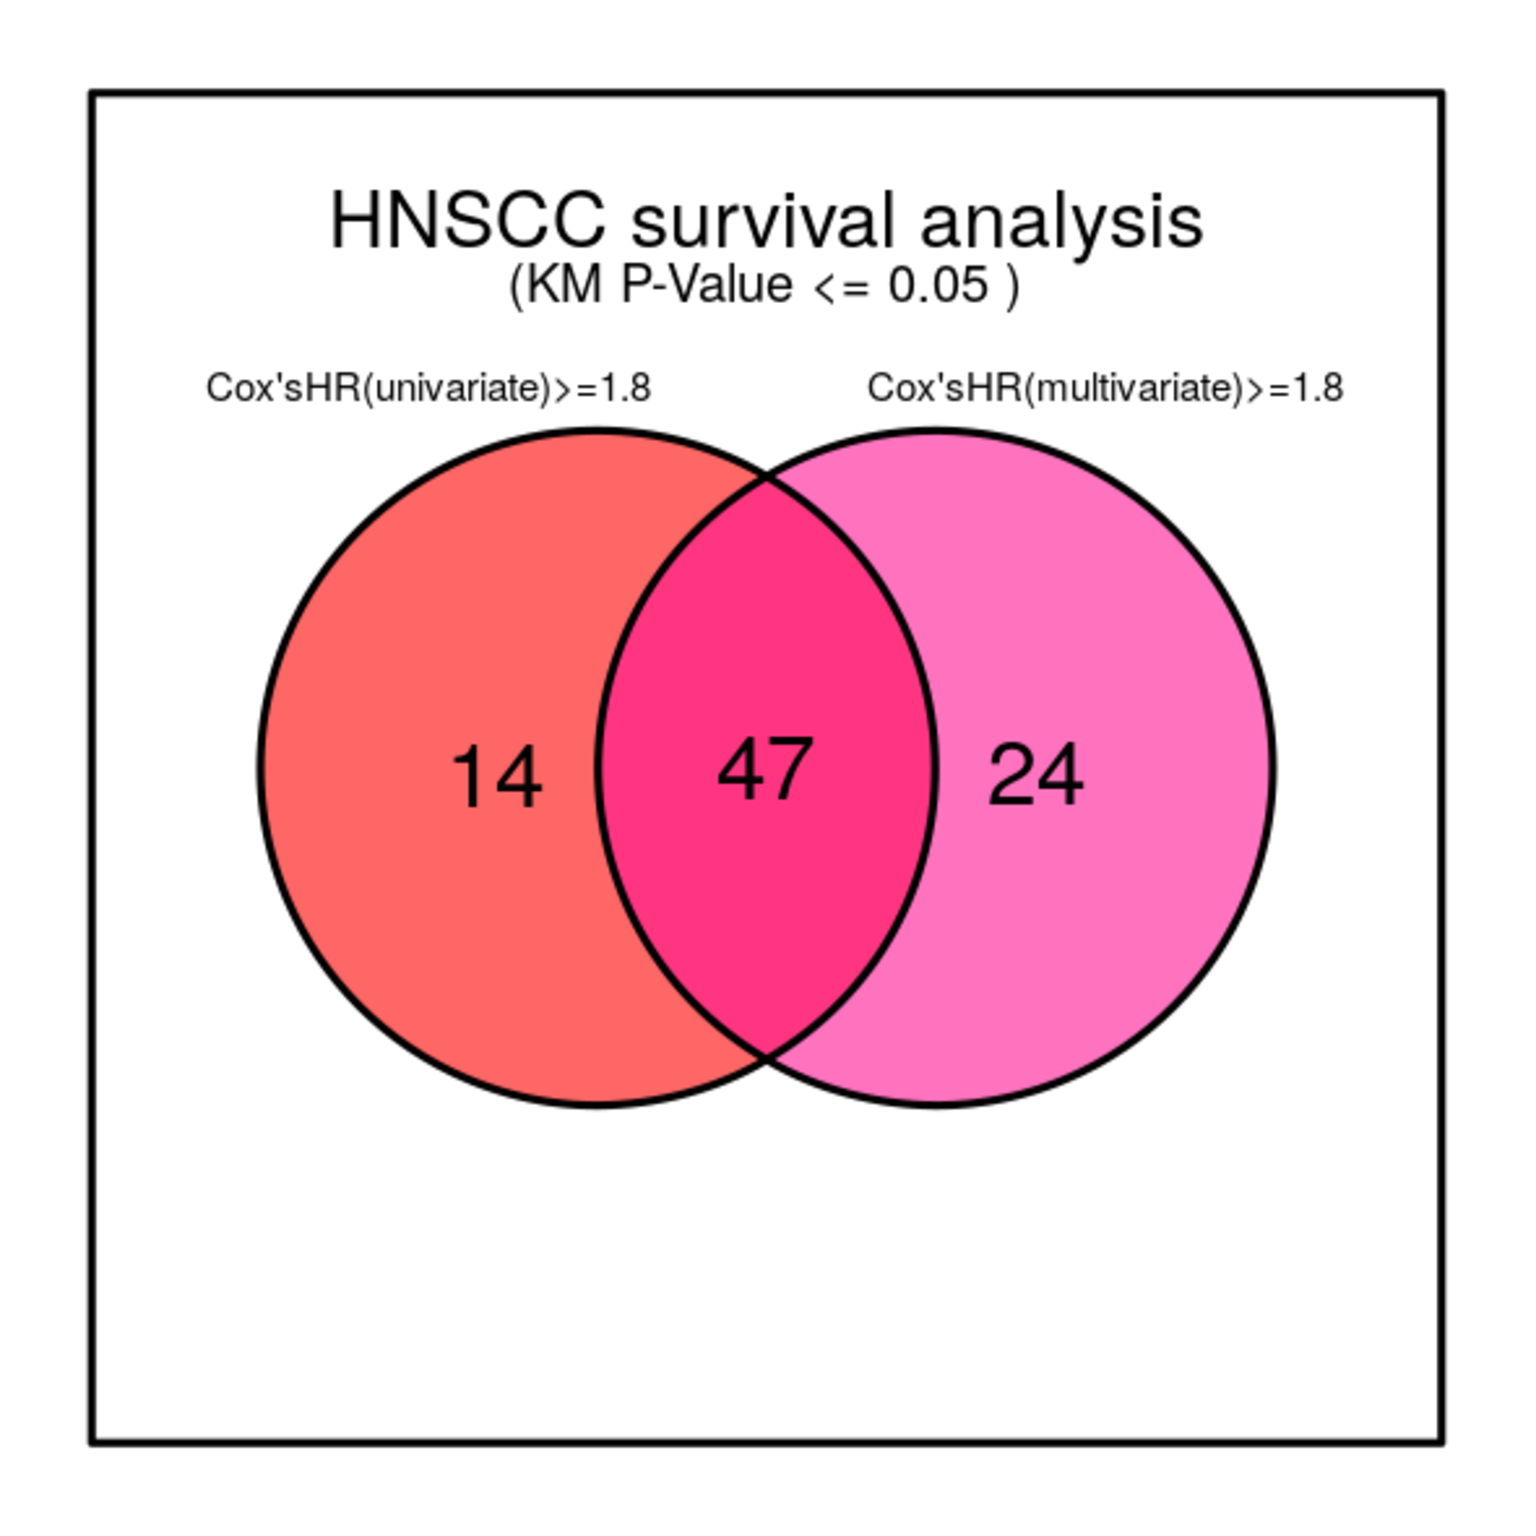 HNSCC survival analysis
(KM P-Value <= 0.05 )
Cox'sHR(univariate)>=1.8
Cox'sHR(multivariate)>=1.8
14
47
24